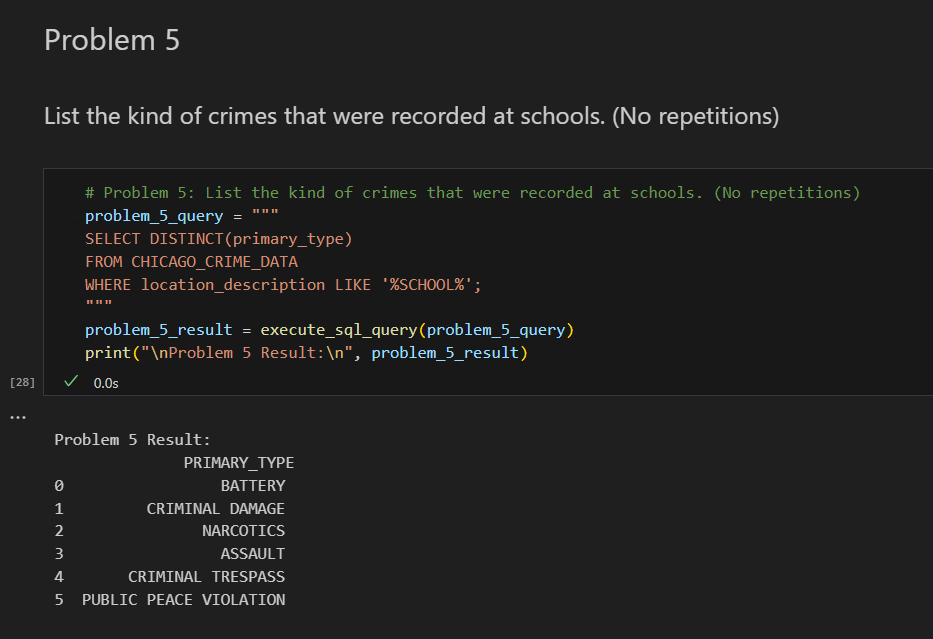 Problem 5
List the kind of crimes that were recorded at schools. (No repetitions)
# Problem 5: List the kind of crimes that were recorded at schools. (No repetitions)
problem_5_query = """
SELECT DISTINCT(primary_type)
FROM CHICAGO_CRIME_DATA
WHERE location_description LIKE '%SCHOOL%';
"""
problem_5_result = execute_sql_query(problem_5_query)
print("\nProblem 5 Result:\n", problem_5_result)
[28] ✓ 0.0s
...
Problem 5 Result:
PRIMARY_TYPE
0 BATTERY
1 CRIMINAL DAMAGE
2 NARCOTICS
3 ASSAULT
4 CRIMINAL TRESPASS
5 PUBLIC PEACE VIOLATION